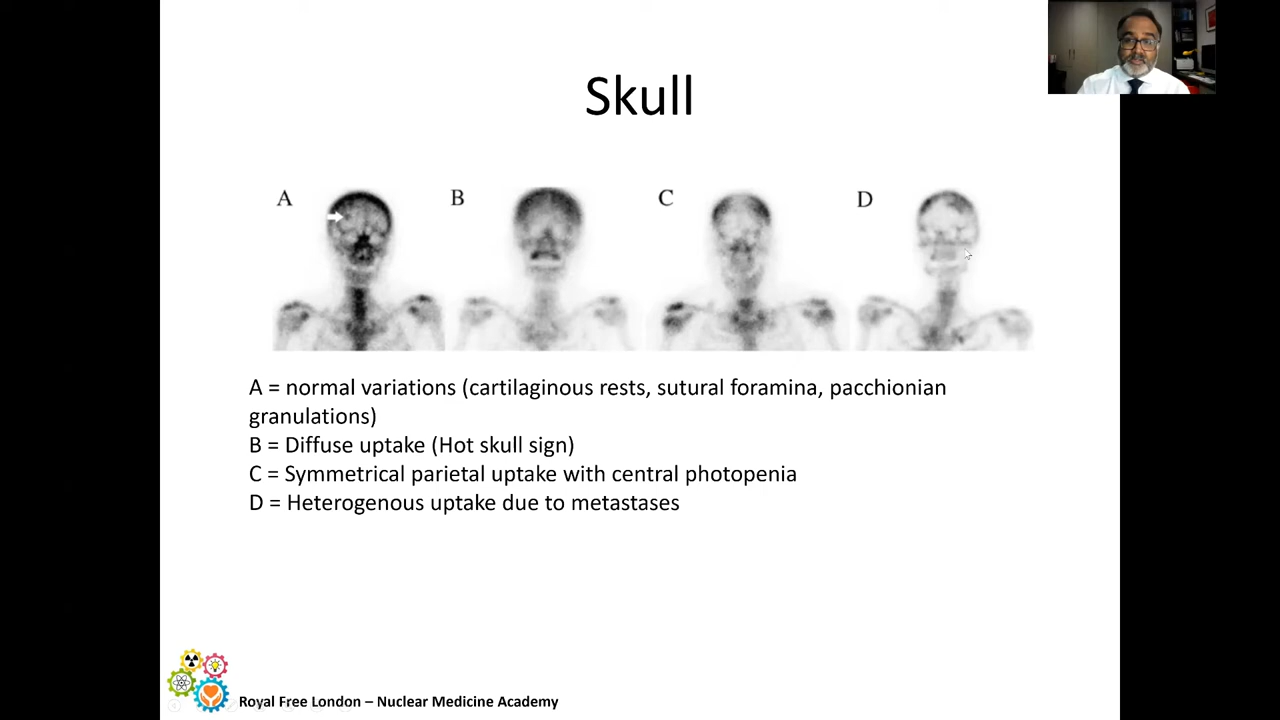 Skull
A
B
C
D
A = normal variations (cartilaginous rests, sutural foramina, pacchionian
granulations)
B = Diffuse uptake (Hot skull sign)
C = Symmetrical parietal uptake with central photopenia
D = Heterogenous uptake due to metastases
Royal Free London – Nuclear Medicine Academy